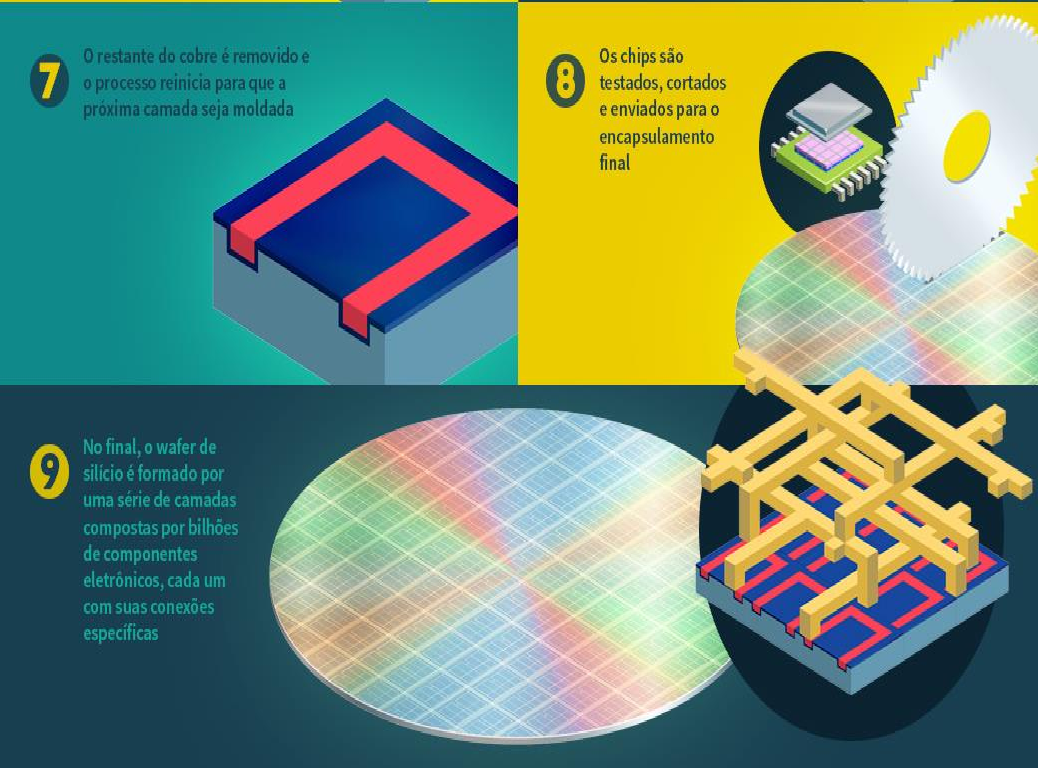 7
O restante do cobre é removido e
o processo reinicia para que a
próxima camada seja moldada
8
Os chips são
testados, cortados
e enviados para o
encapsulamento
final
9
No final, o wafer de
silício é formado por
uma série de camadas
compostas por bilhões
de componentes
eletrônicos, cada um
com suas conexões
específicas